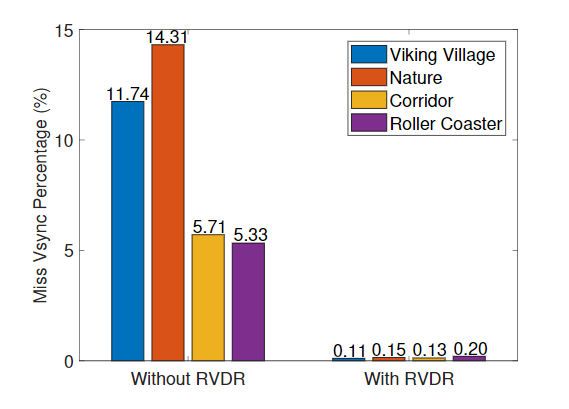 Miss Vsync Percentage (%)
15
10
5
0
11.74
14.31
5.71
5.33
0.11
0.15
0.13
0.20
Without RVDR
With RVDR
Viking Village
Nature
Corridor
Roller Coaster